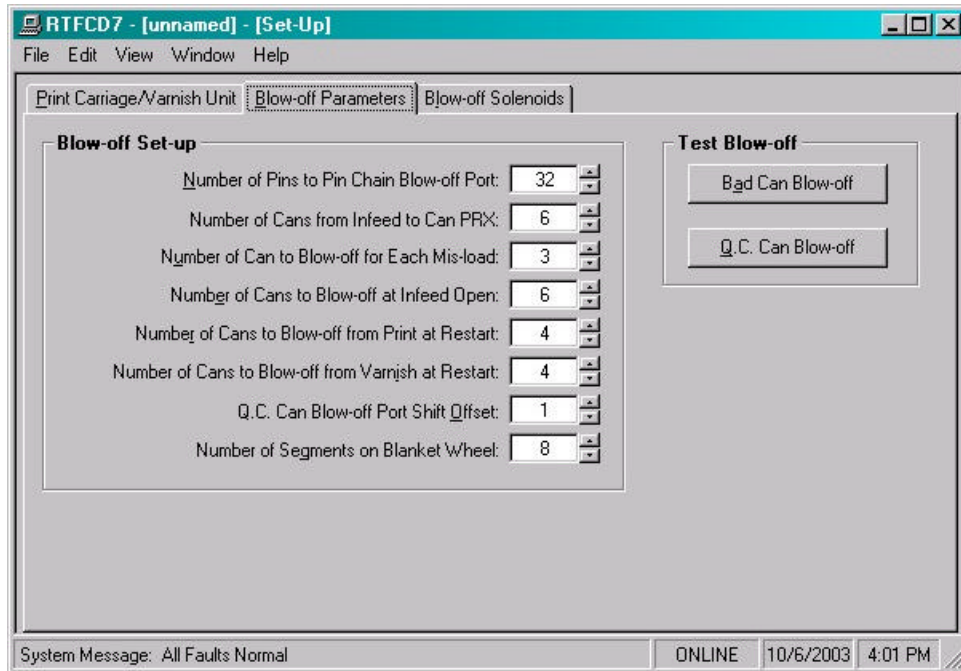 RTFCD7 - [unnamed] - [Set-Up]
File Edit View Window Help
Print Carriage/Varnish Unit Blow-off Parameters Blow-off Solenoids
Blow-off Set-up
Number of Pins to Pin Chain Blow-off Port: 32
Number of Cans from Infeed to Can PRX: 6
Number of Can to Blow-off for Each Mis-load: 3
Number of Cans to Blow-off at Infeed Open: 6
Number of Cans to Blow-off from Print at Restart: 4
Number of Cans to Blow-off from Varnish at Restart: 4
Q.C. Can Blow-off Port Shift Offset: 1
Number of Segments on Blanket Wheel: 8
Test Blow-off
Bad Can Blow-off
Q.C. Can Blow-off
System Message: All Faults Normal ONLINE 10/6/2003 4:01 PM